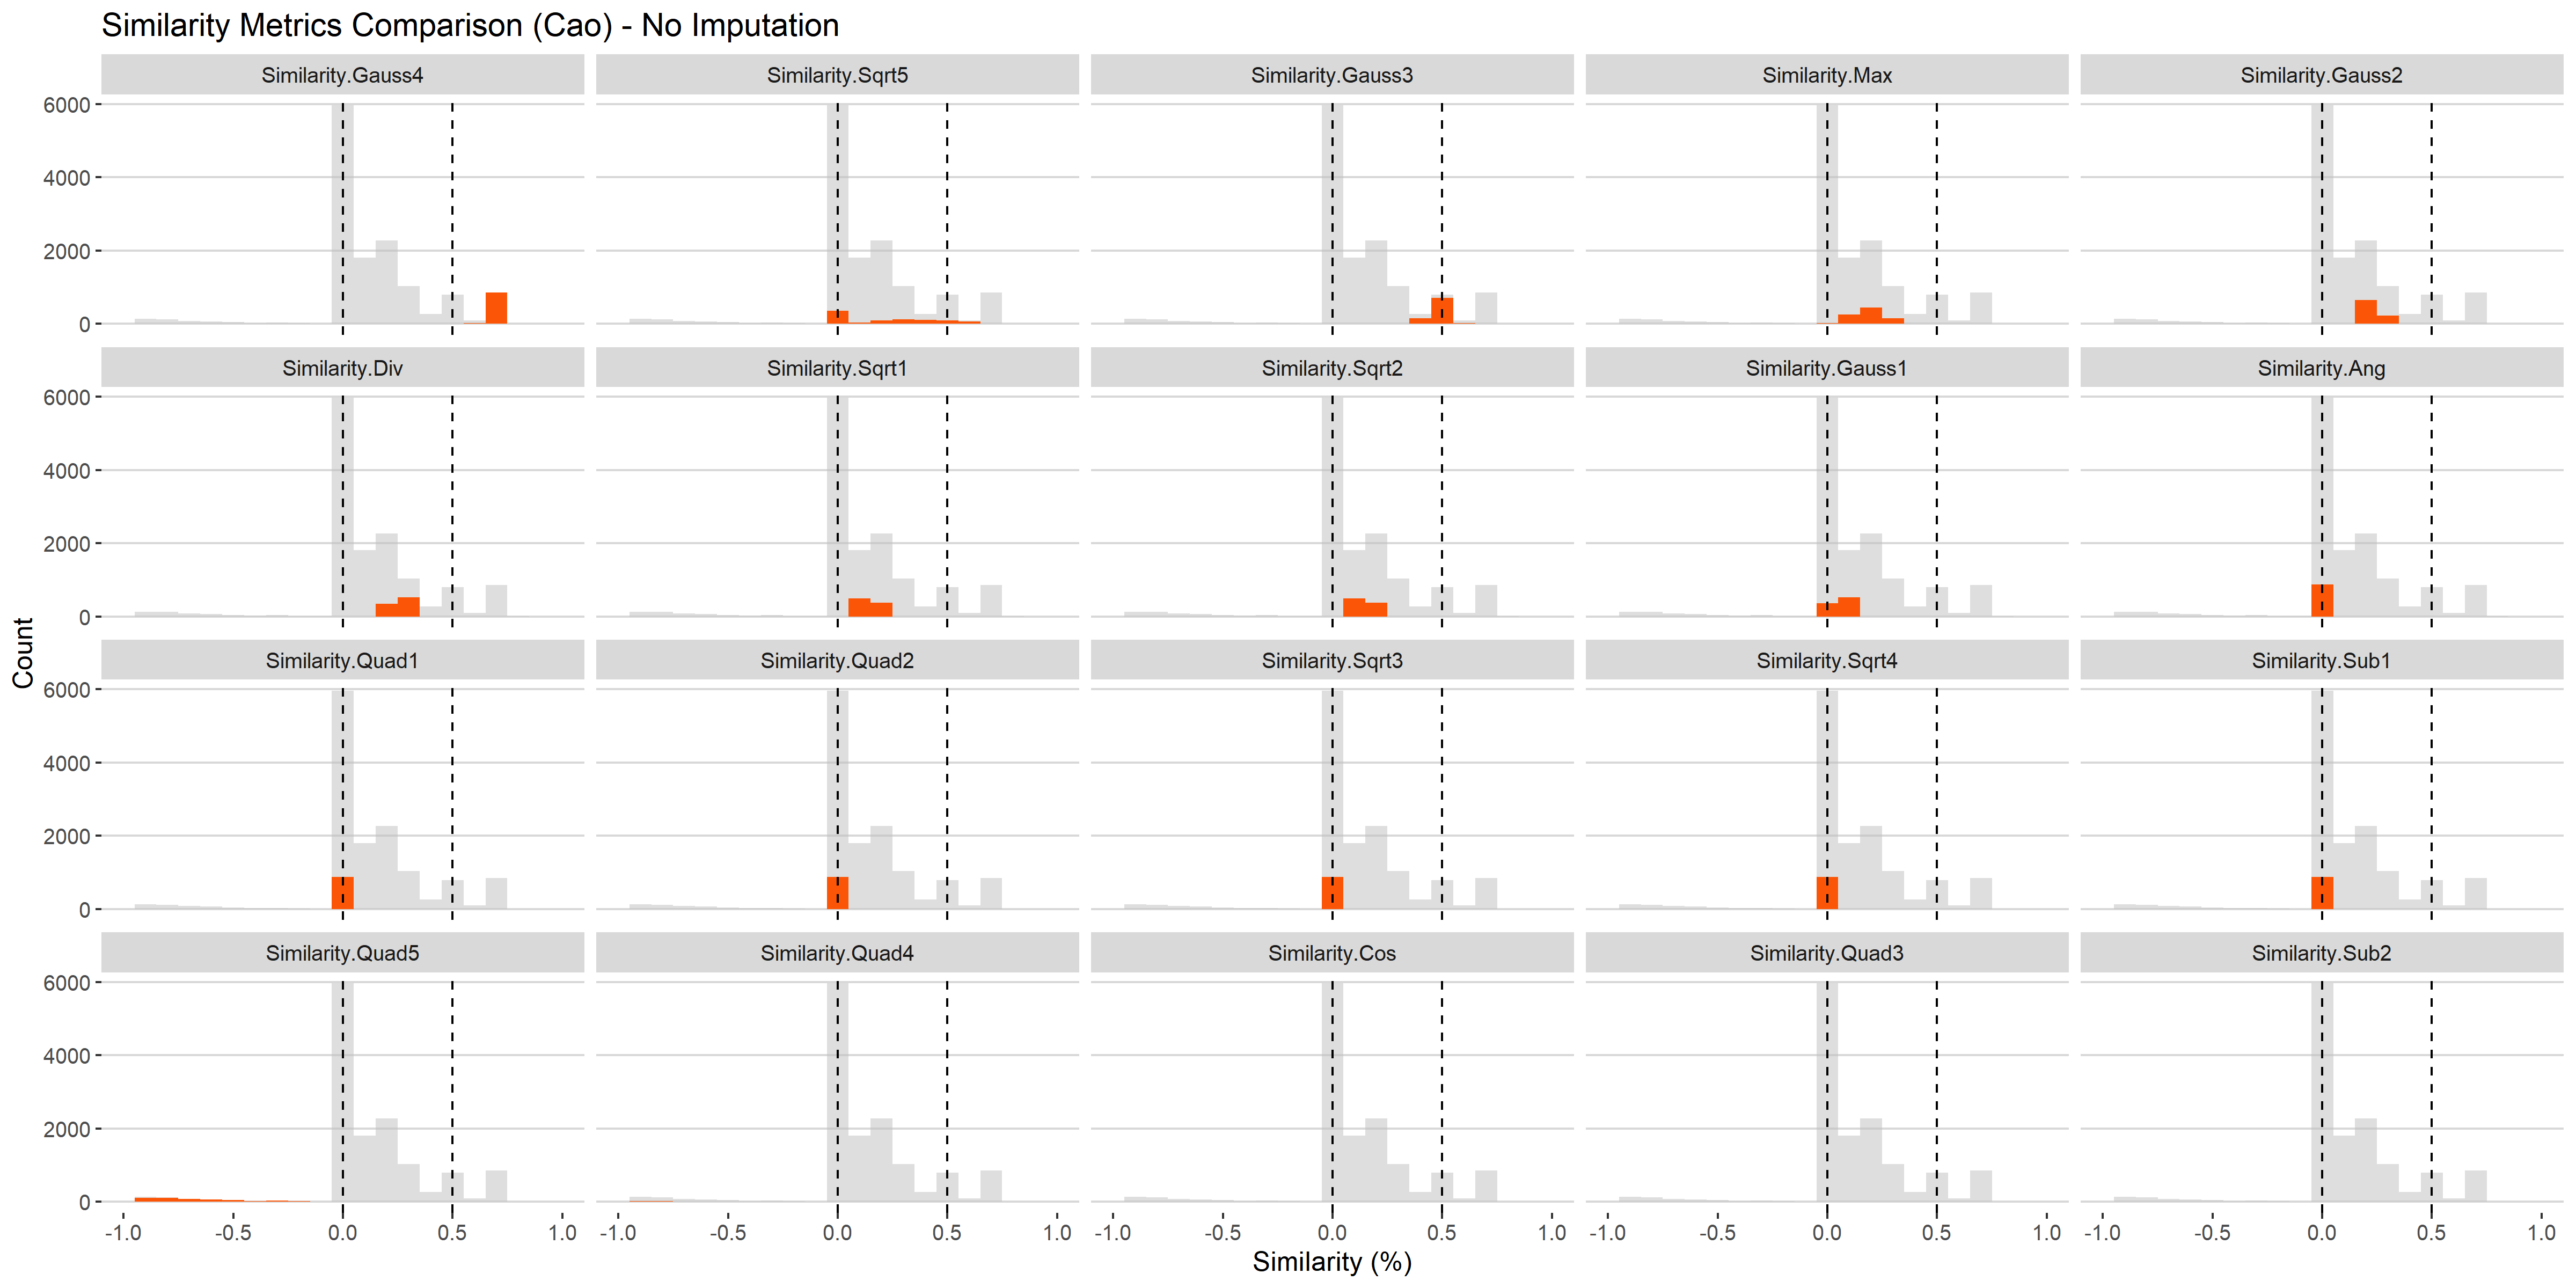 Similarity Metrics Comparison (Cao) - No Imputation
Similarity.Gauss4 Similarity.Sqrt5 Similarity.Gauss3 Similarity.Max Similarity.Gauss2
6000
4000
2000
0
Similarity.Div Similarity.Sqrt1 Similarity.Sqrt2 Similarity.Gauss1 Similarity.Ang
6000
4000
2000
0
Count
Similarity.Quad1 Similarity.Quad2 Similarity.Sqrt3 Similarity.Sqrt4 Similarity.Sub1
6000
4000
2000
0
Similarity.Quad5 Similarity.Quad4 Similarity.Cos Similarity.Quad3 Similarity.Sub2
6000
4000
2000
0
-1.0 -0.5 0.0 0.5 1.0 -1.0 -0.5 0.0 0.5 1.0 -1.0 -0.5 0.0 0.5 1.0 -1.0 -0.5 0.0 0.5 1.0 -1.0 -0.5 0.0 0.5 1.0
Similarity (%)